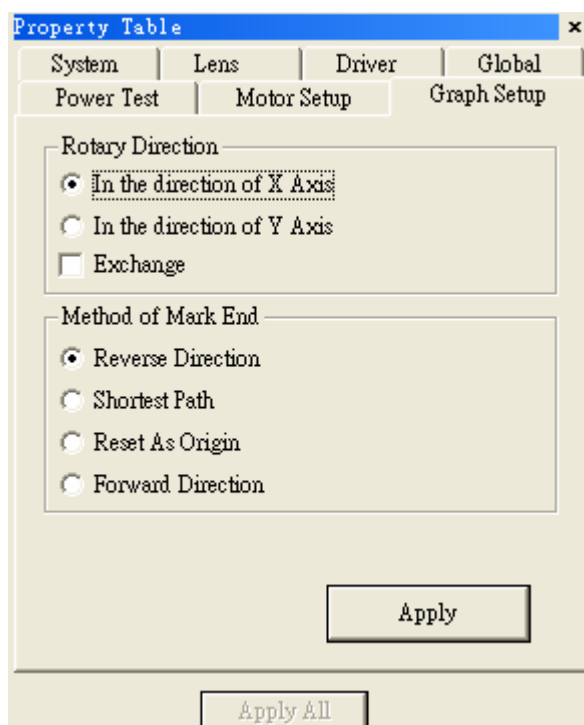 Property Table
System Lens Driver Global
Power Test Motor Setup Graph Setup
Rotary Direction
In the direction of X Axis
In the direction of Y Axis
Exchange
Method of Mark End
Reverse Direction
Shortest Path
Reset As Origin
Forward Direction
Apply
Apply All